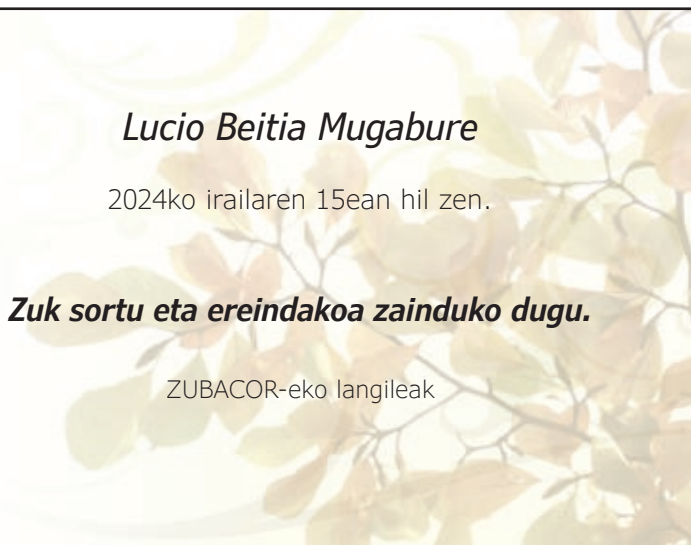 Lucio Beitia Mugabure
2024ko irailaren 15ean hil zen.
Zuk sortu eta ereindakoa zainduko dugu.
ZUBACOR-eko langileak